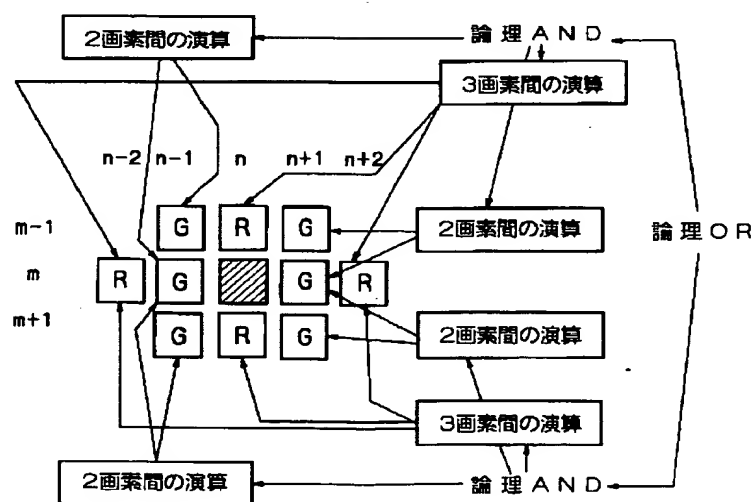 2画素間の演算
論理AND
3画素間の演算
n-2 n-1 n n+1 n+2
m-1 G R G 2画素間の演算
論理OR
m R G G R
m+1 G R G 2画素間の演算
3画素間の演算
2画素間の演算
論理AND